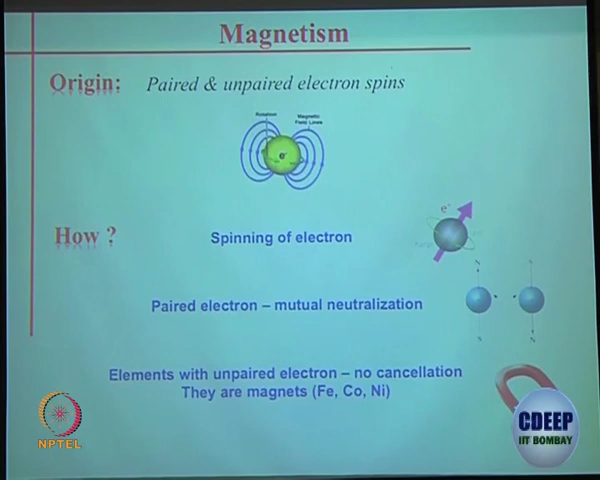 Magnetism
Origin: Paired & unpaired electron spins
Rotation
Magnetic
Field Lines
e⁻
How ?
Spinning of electron
e⁻
Paired electron – mutual neutralization
N
S
S
N
Elements with unpaired electron – no cancellation
They are magnets (Fe, Co, Ni)
NPTEL
CDEEP
IIT BOMBAY